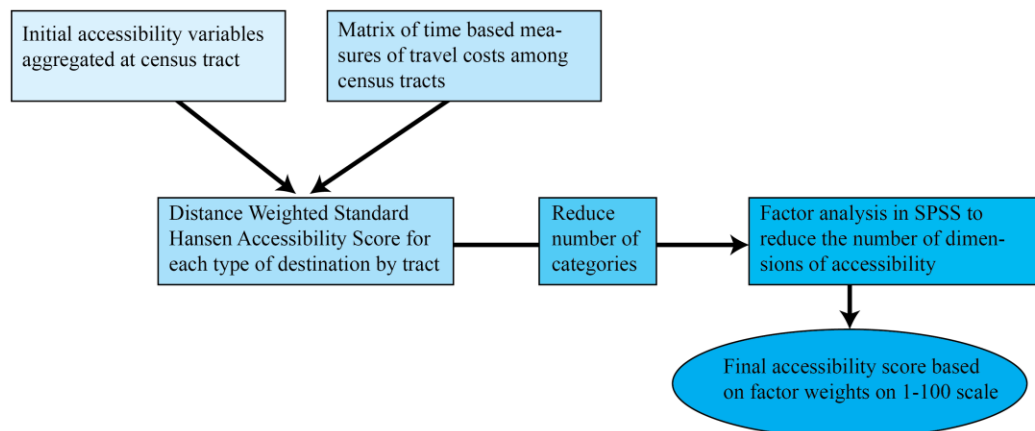 Initial accessibility variables
aggregated at census tract
Matrix of time based mea-
sures of travel costs among
census tracts
Distance Weighted Standard
Hansen Accessibility Score for
each type of destination by tract
Reduce
number of
categories
Factor analysis in SPSS to
reduce the number of dimen-
sions of accessibility
Final accessibility score based
on factor weights on 1-100 scale